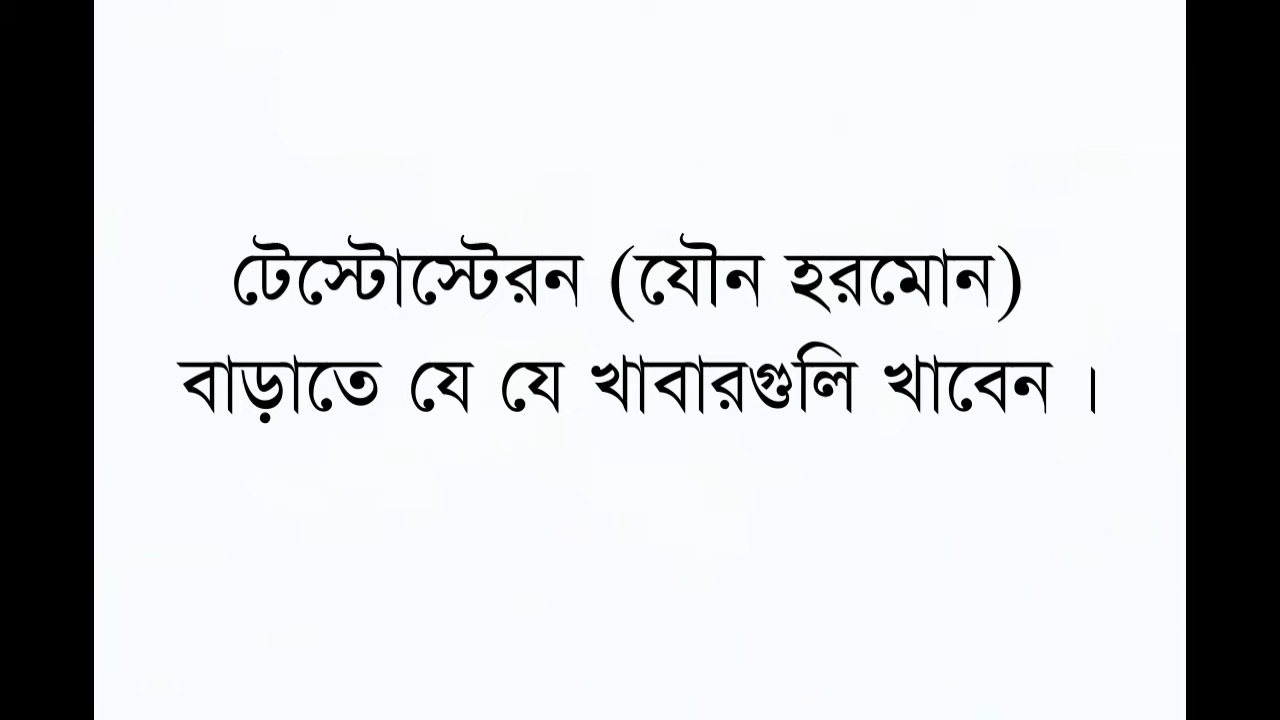 টেস্টোস্টেরন (যৌন হরমোন)
বাড়াতে যে যে খাবারগুলি খাবেন ।